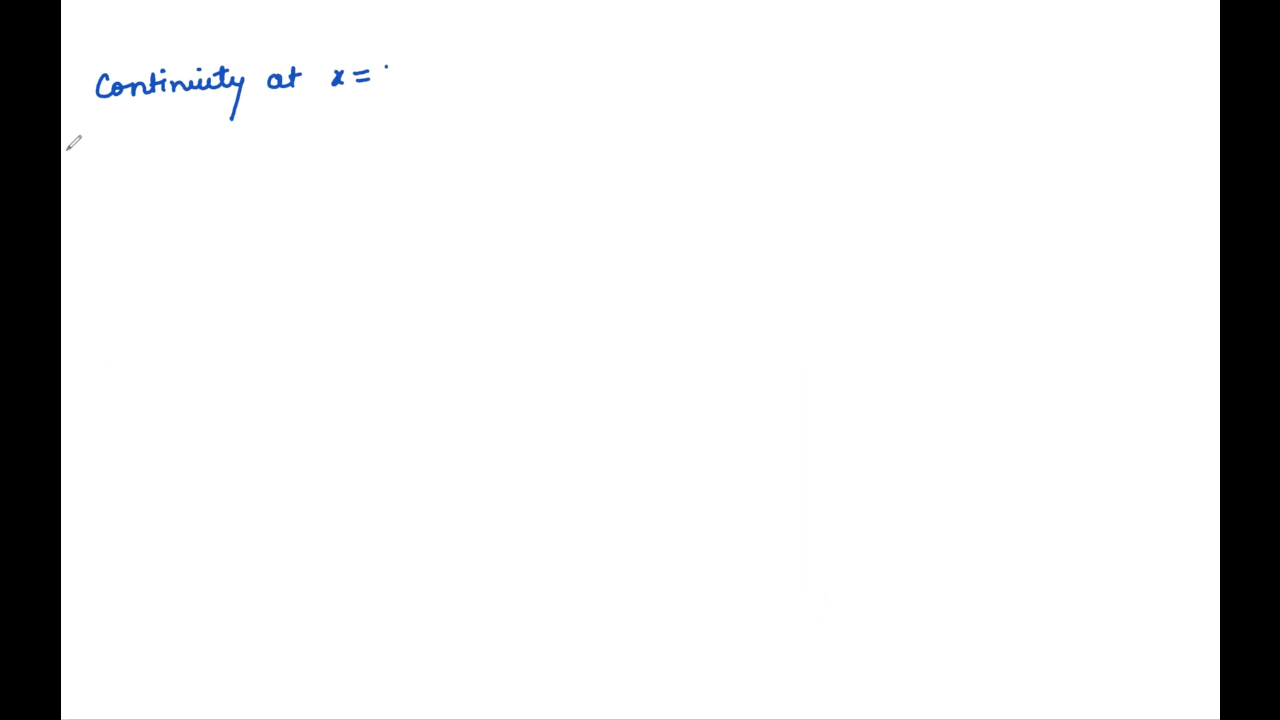 Continuity at x =